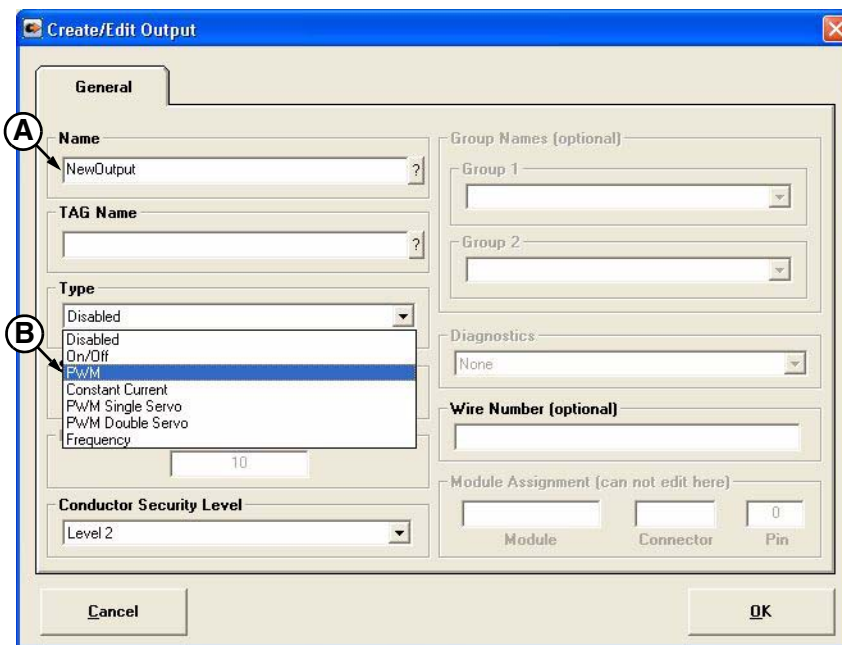 Create/Edit Output
General
A
Name
NewOutput
?
TAG Name
?
Type
Disabled
B
Disabled
On/Off
PWM
Constant Current
PWM Single Servo
PWM Double Servo
Frequency
10
Conductor Security Level
Level 2
Group Names (optional)
Group 1
Group 2
Diagnostics
None
Wire Number (optional)
Module Assignment (can not edit here)
0
Module Connector Pin
Cancel
OK